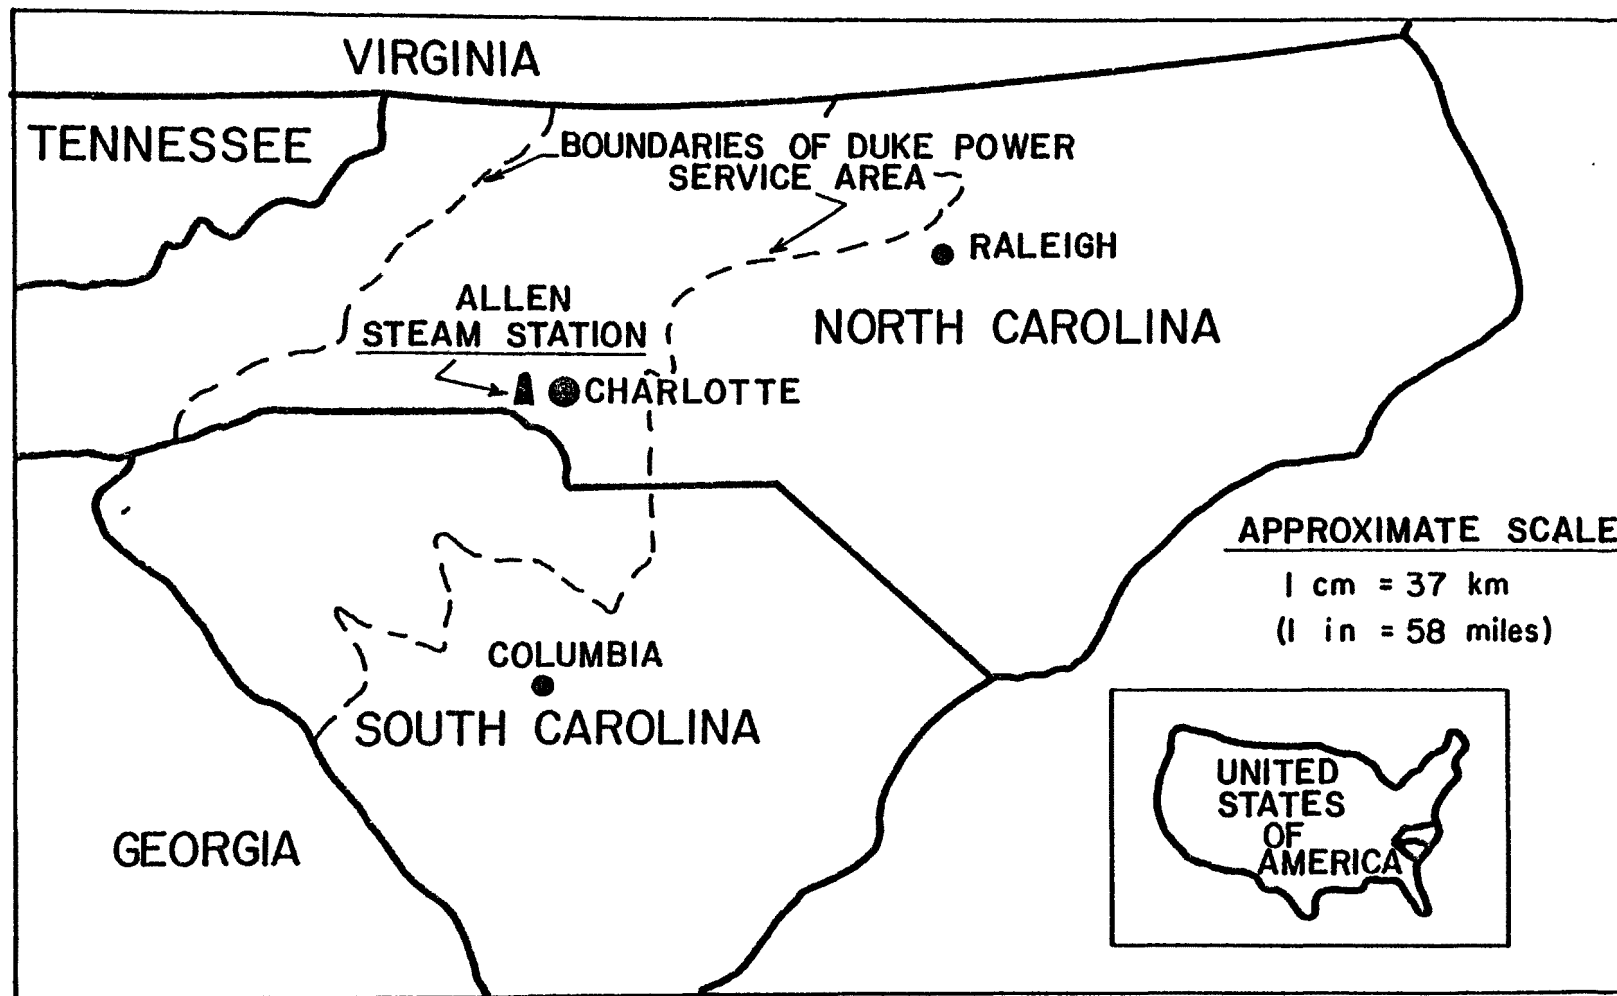 VIRGINIA
TENNESSEE
BOUNDARIES OF DUKE POWER
SERVICE AREA
RALEIGH
ALLEN
STEAM STATION
NORTH CAROLINA
CHARLOTTE
APPROXIMATE SCALE
1 cm = 37 km
(1 in = 58 miles)
COLUMBIA
SOUTH CAROLINA
GEORGIA
UNITED
STATES
OF
AMERICA